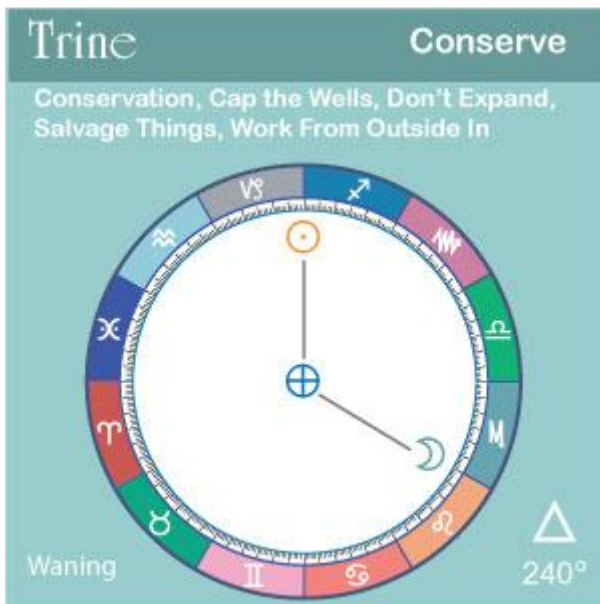 Trine
Conserve
Conservation, Cap the Wells, Don't Expand,
Salvage Things, Work From Outside In
Waning
240°